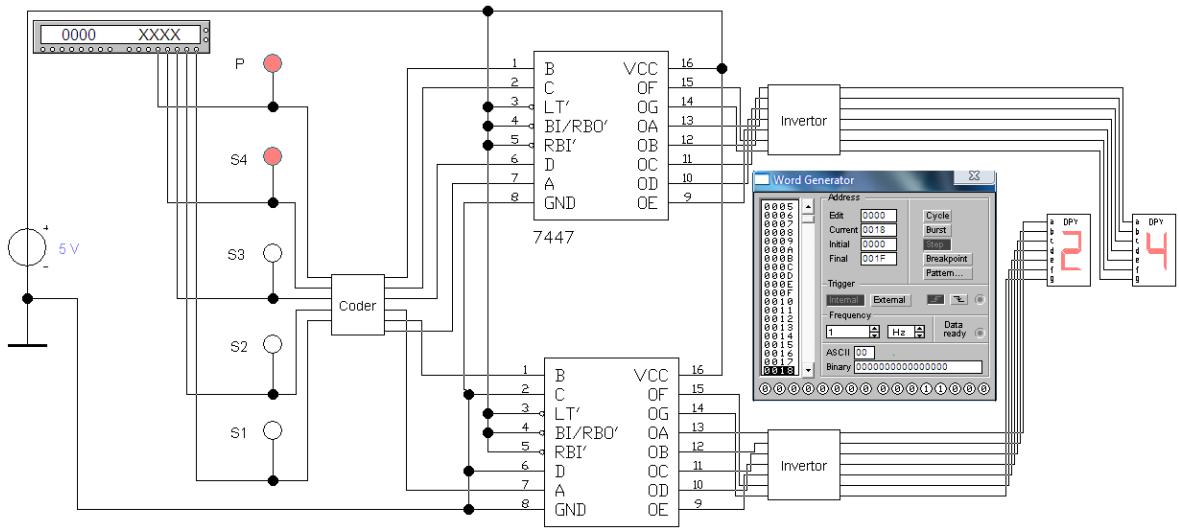 0000 XXXX
P
S4
S3
S2
S1
5 V
+
-
Coder
1 B VCC 16
2 C OF 15
3 LT' OG 14
4 BI/RBO' OA 13
5 RBI' OB 12
6 D OC 11
7 A OD 10
8 GND OE 9
7447
1 B VCC 16
2 C OF 15
3 LT' OG 14
4 BI/RBO' OA 13
5 RBI' OB 12
6 D OC 11
7 A OD 10
8 GND OE 9
Invertor
Invertor
Word Generator
0005
0006
0007
0008
0009
000A
000B
000C
000D
000E
000F
0010
0011
0012
0013
0014
0015
0016
0017
0018
Address
Edit 0000 Cycle
Current 0018 Burst
Initial 0000 Step
Final 001F Breakpoint
Pattern...
Trigger
Internal External
Frequency
1 Hz Data ready
ASCII 00
Binary 0000000000000000
0000000000011000
DPY
a
b
c
d
e
f
g
2
DPY
a
b
c
d
e
f
g
4